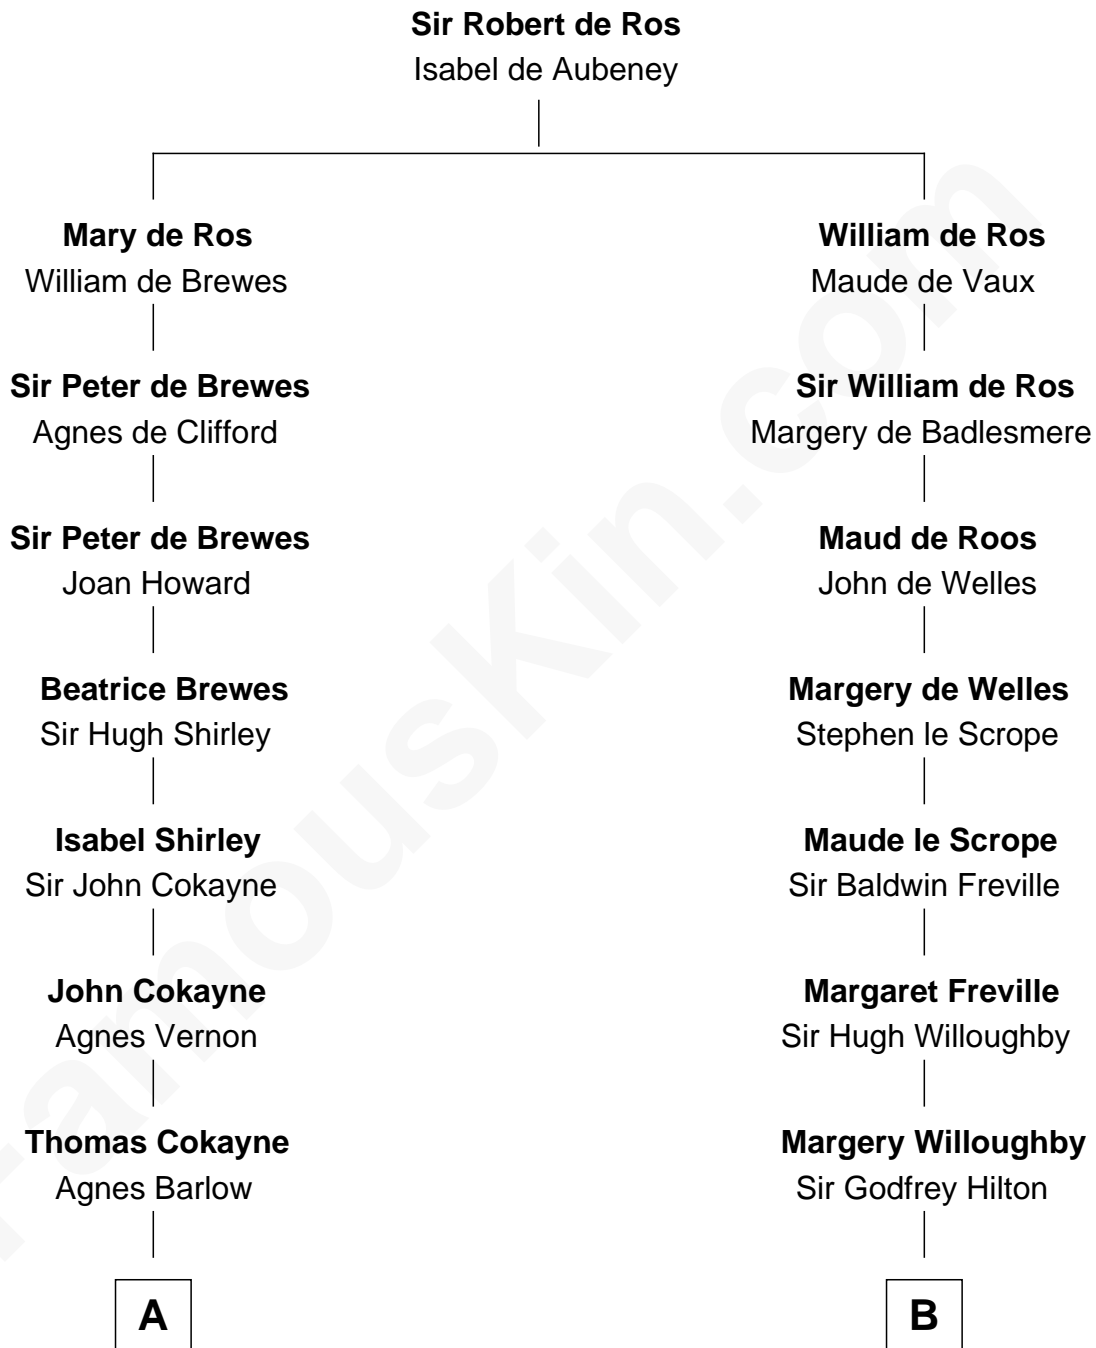 Sir Robert de Ros
Isabel de Aubeney
Mary de Ros
William de Brewes
William de Ros
Maude de Vaux
Sir Peter de Brewes
Agnes de Clifford
Sir William de Ros
Margery de Badlesmere
Sir Peter de Brewes
Joan Howard
Maud de Roos
John de Welles
Beatrice Brewes
Sir Hugh Shirley
Margery de Welles
Stephen le Scrope
Isabel Shirley
Sir John Cokayne
Maude le Scrope
Sir Baldwin Freville
John Cokayne
Agnes Vernon
Margaret Freville
Sir Hugh Willoughby
Thomas Cokayne
Agnes Barlow
Margery Willoughby
Sir Godfrey Hilton
A
B
FamousKin.com